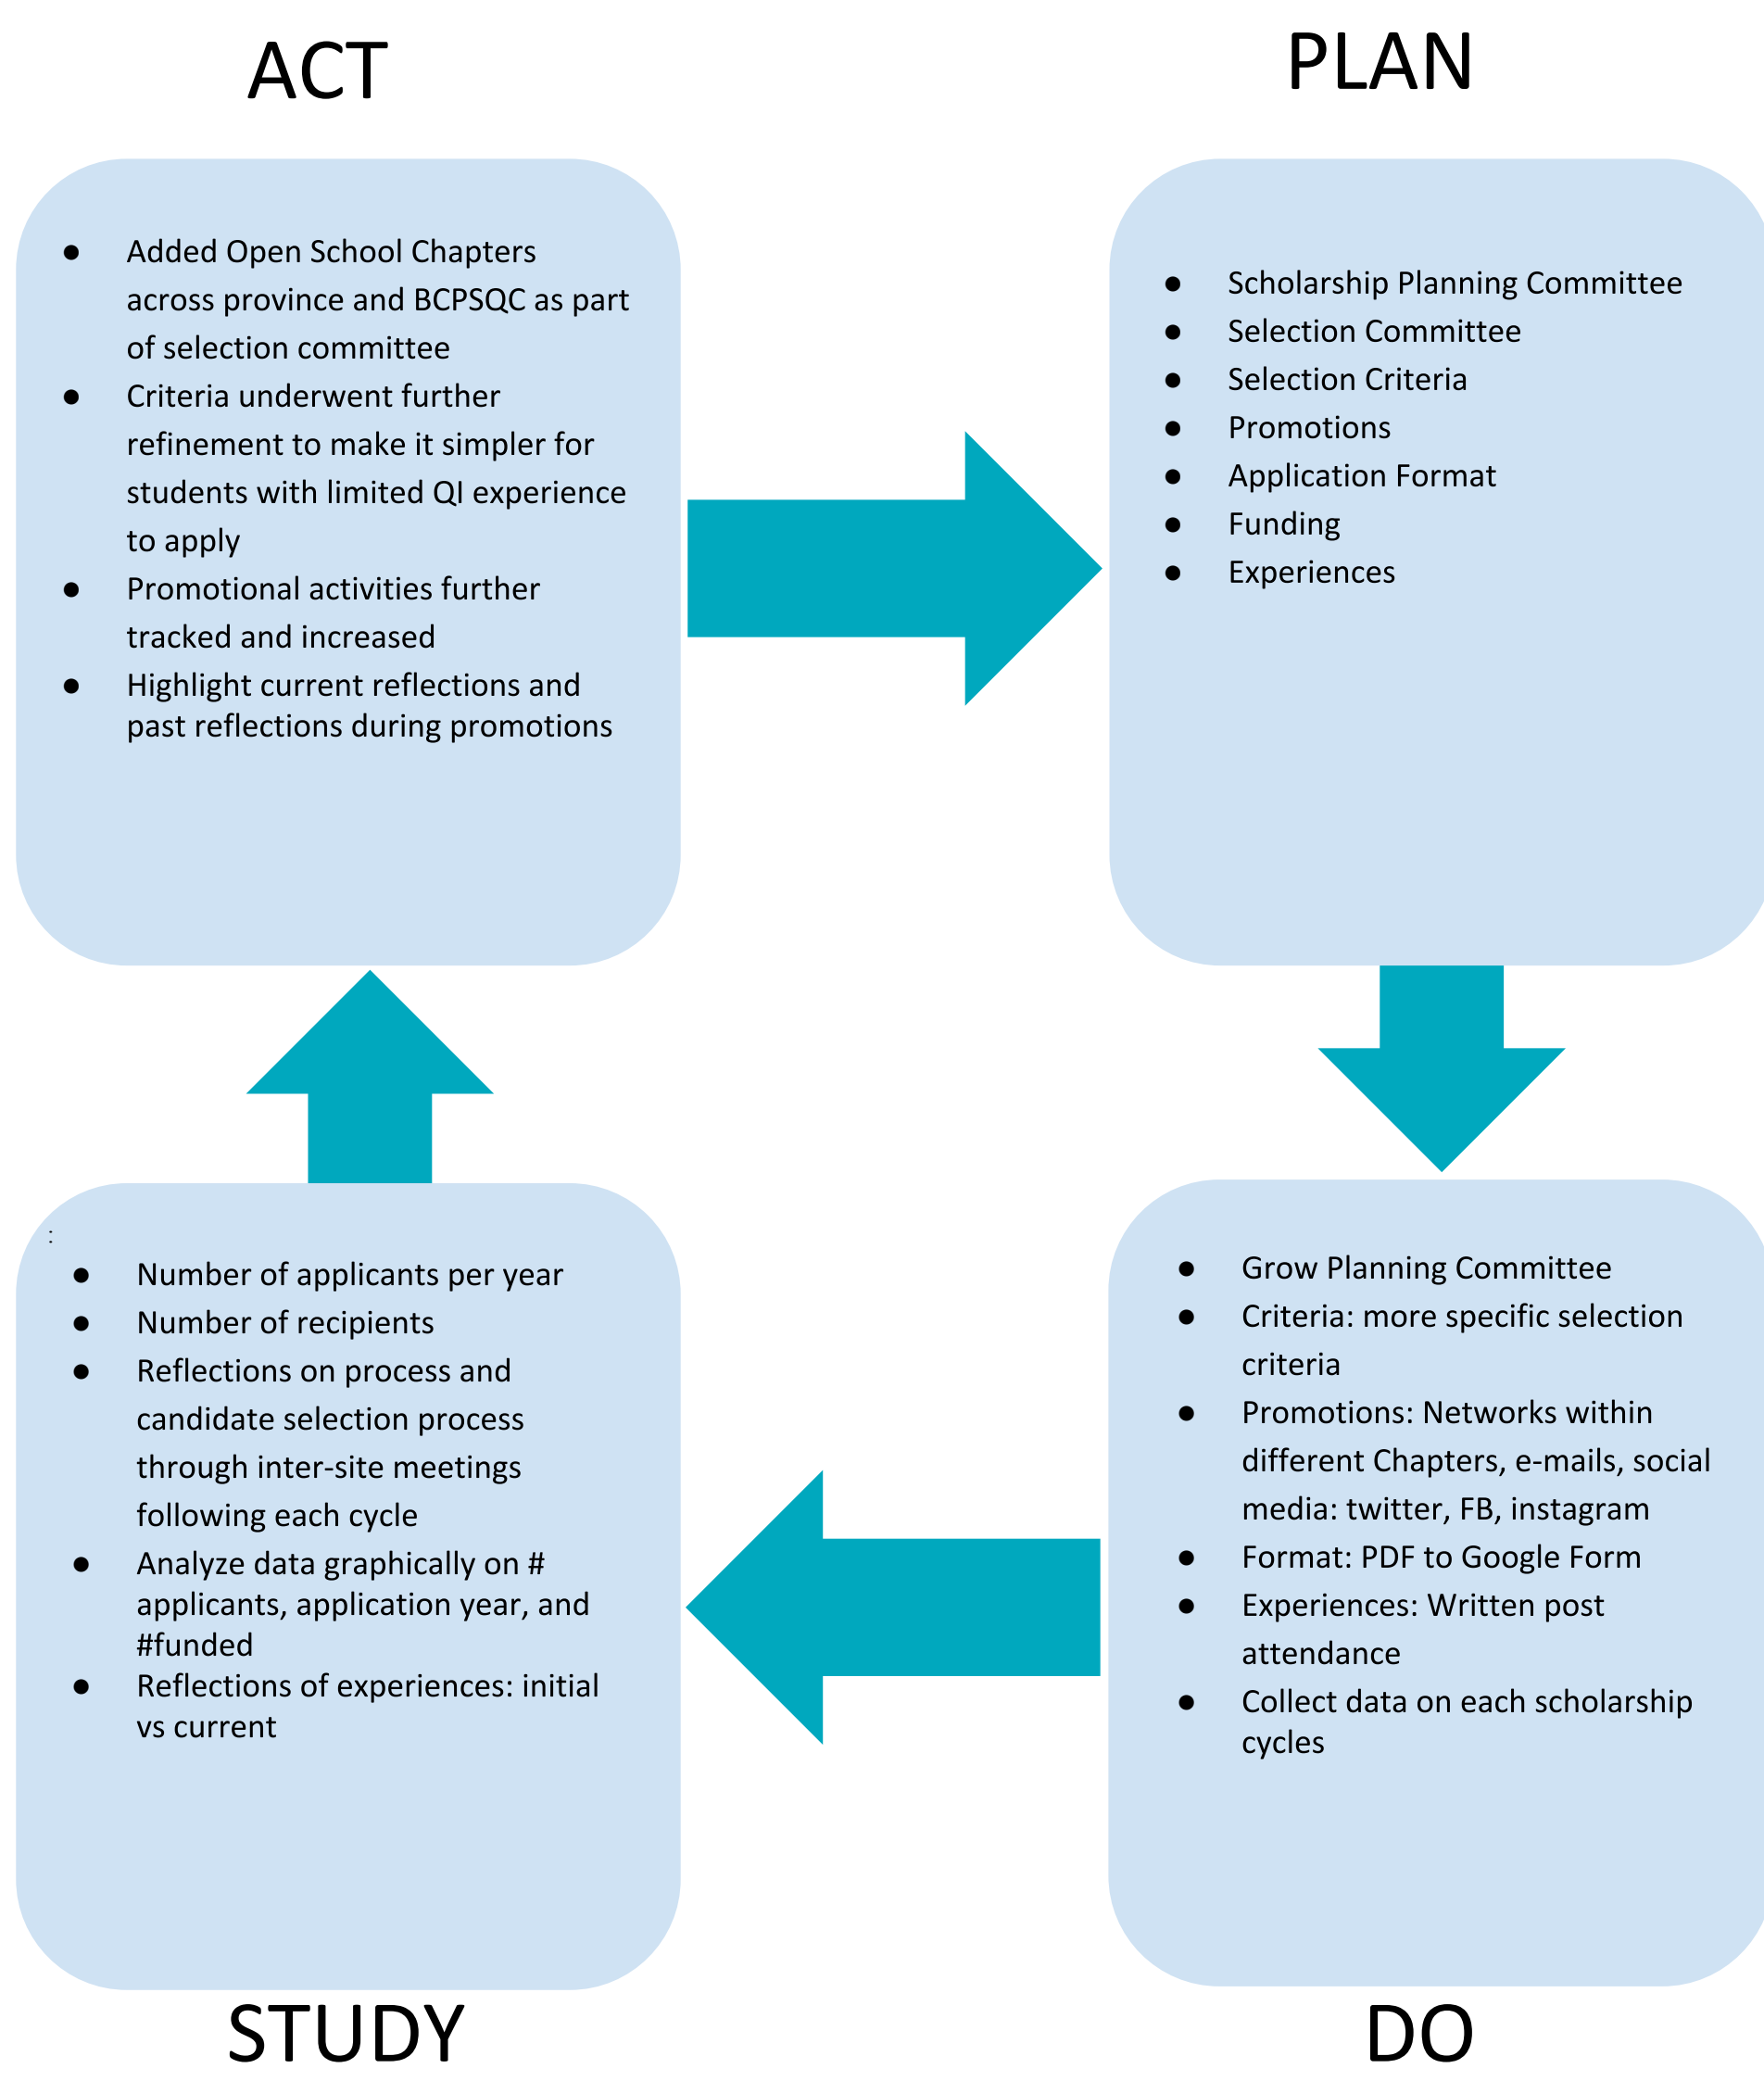 ACT
● Added Open School Chapters
across province and BCPSQC as part
of selection committee
● Criteria underwent further
refinement to make it simpler for
students with limited QI experience
to apply
● Promotional activities further
tracked and increased
● Highlight current reflections and
past reflections during promotions
PLAN
● Scholarship Planning Committee
● Selection Committee
● Selection Criteria
● Promotions
● Application Format
● Funding
● Experiences
● Grow Planning Committee
● Criteria: more specific selection
criteria
● Promotions: Networks within
different Chapters, e-mails, social
media: twitter, FB, instagram
● Format: PDF to Google Form
● Experiences: Written post
attendance
● Collect data on each scholarship
cycles
DO
:
● Number of applicants per year
● Number of recipients
● Reflections on process and
candidate selection process
through inter-site meetings
following each cycle
● Analyze data graphically on #
applicants, application year, and
#funded
● Reflections of experiences: initial
vs current
STUDY